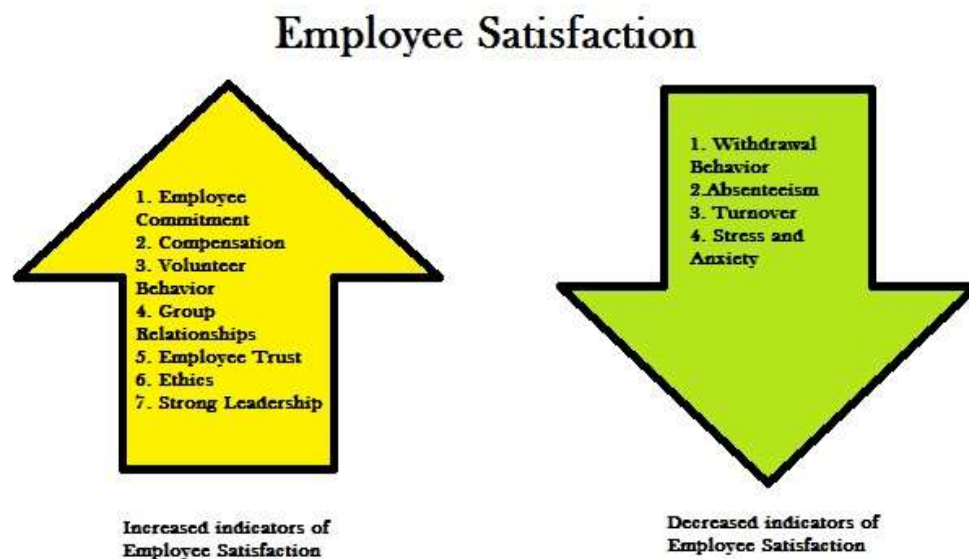 Employee Satisfaction
1. Employee
Commitment
2. Compensation
3. Volunteer
Behavior
4. Group
Relationships
5. Employee Trust
6. Ethics
7. Strong Leadership
Increased indicators of
Employee Satisfaction
1. Withdrawal
Behavior
2.Absenteeism
3. Turnover
4. Stress and
Anxiety
Decreased indicators of
Employee Satisfaction